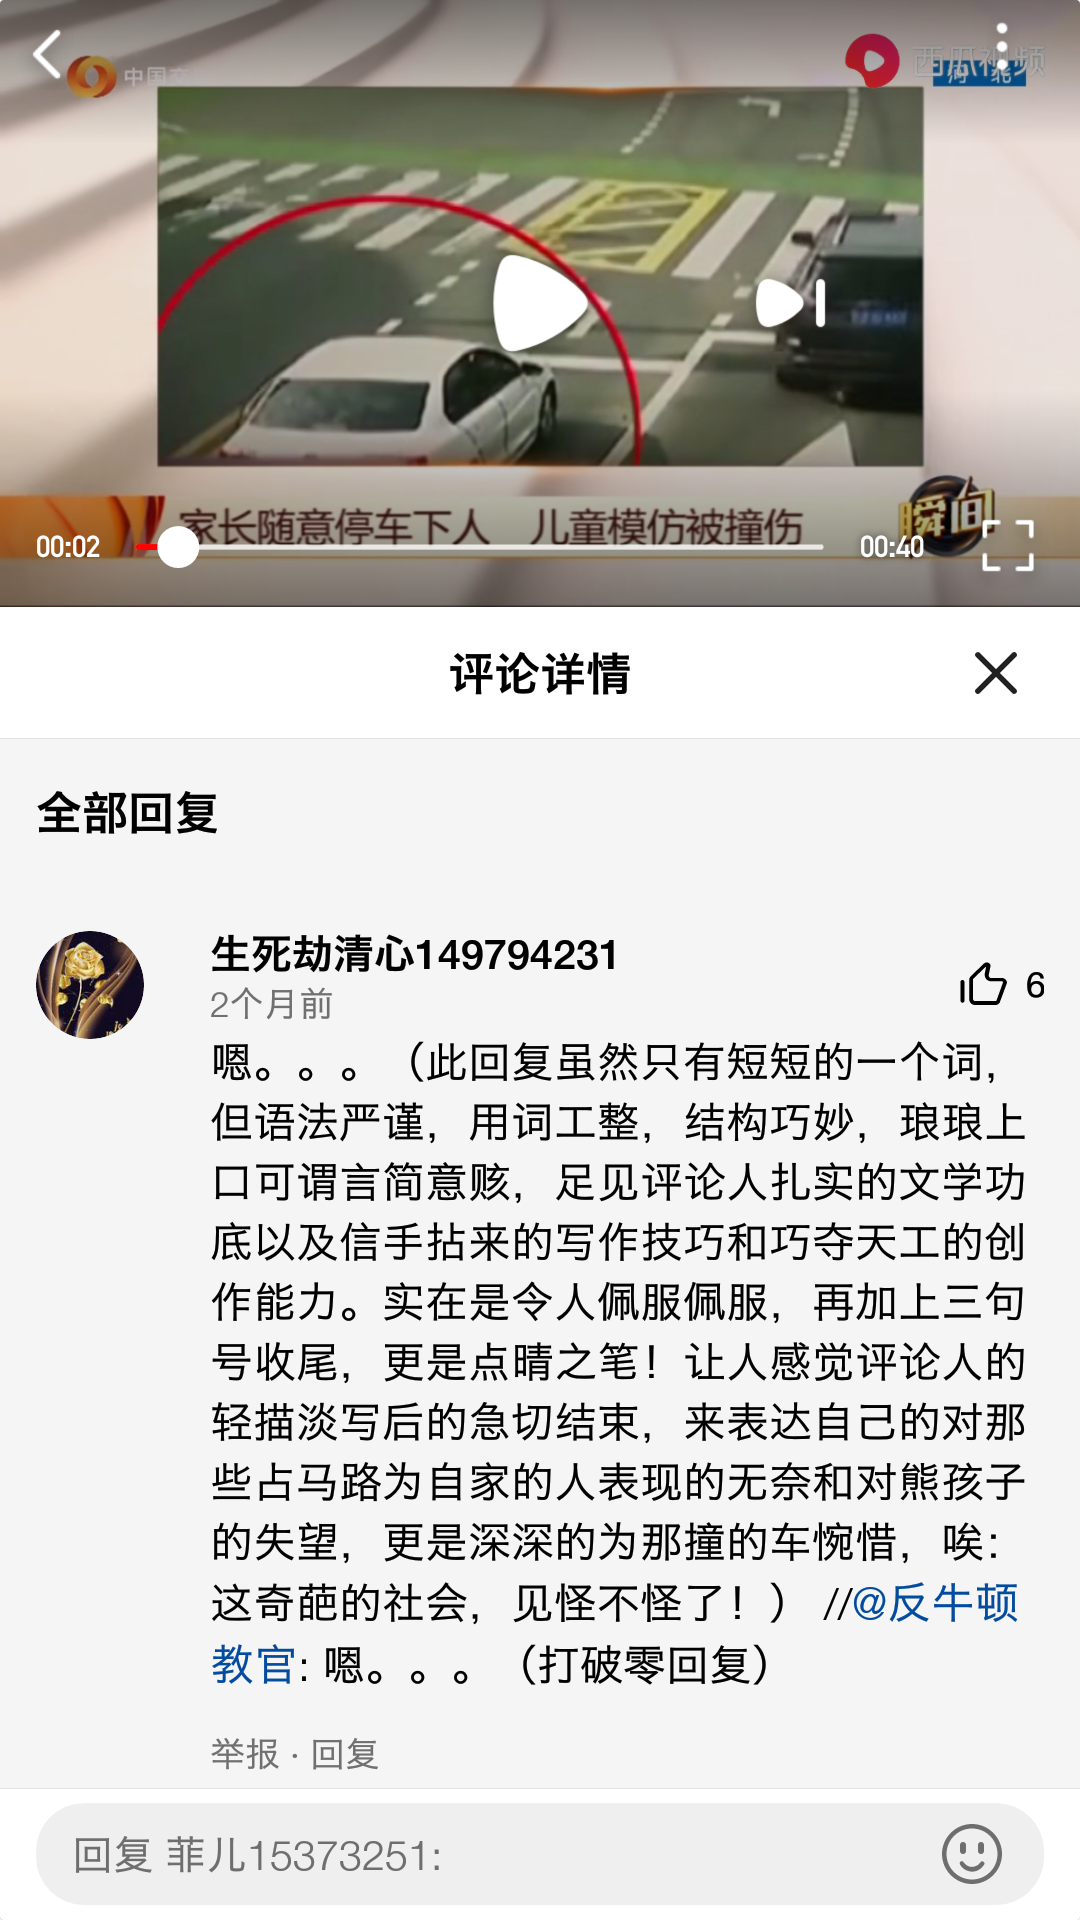 中国交
西瓜视频
河北
家长随意停车下人 儿童模仿被撞伤
瞬间
00:02
00:40
评论详情
全部回复
生死劫清心149794231
2个月前
6
嗯。。。（此回复虽然只有短短的一个词，
但语法严谨，用词工整，结构巧妙，琅琅上
口可谓言简意赅，足见评论人扎实的文学功
底以及信手拈来的写作技巧和巧夺天工的创
作能力。实在是令人佩服佩服，再加上三句
号收尾，更是点晴之笔！让人感觉评论人的
轻描淡写后的急切结束，来表达自己的对那
些占马路为自家的人表现的无奈和对熊孩子
的失望，更是深深的为那撞的车惋惜，唉：
这奇葩的社会，见怪不怪了！）//@反牛顿
教官: 嗯。。。（打破零回复）
举报 · 回复
回复 菲儿15373251: